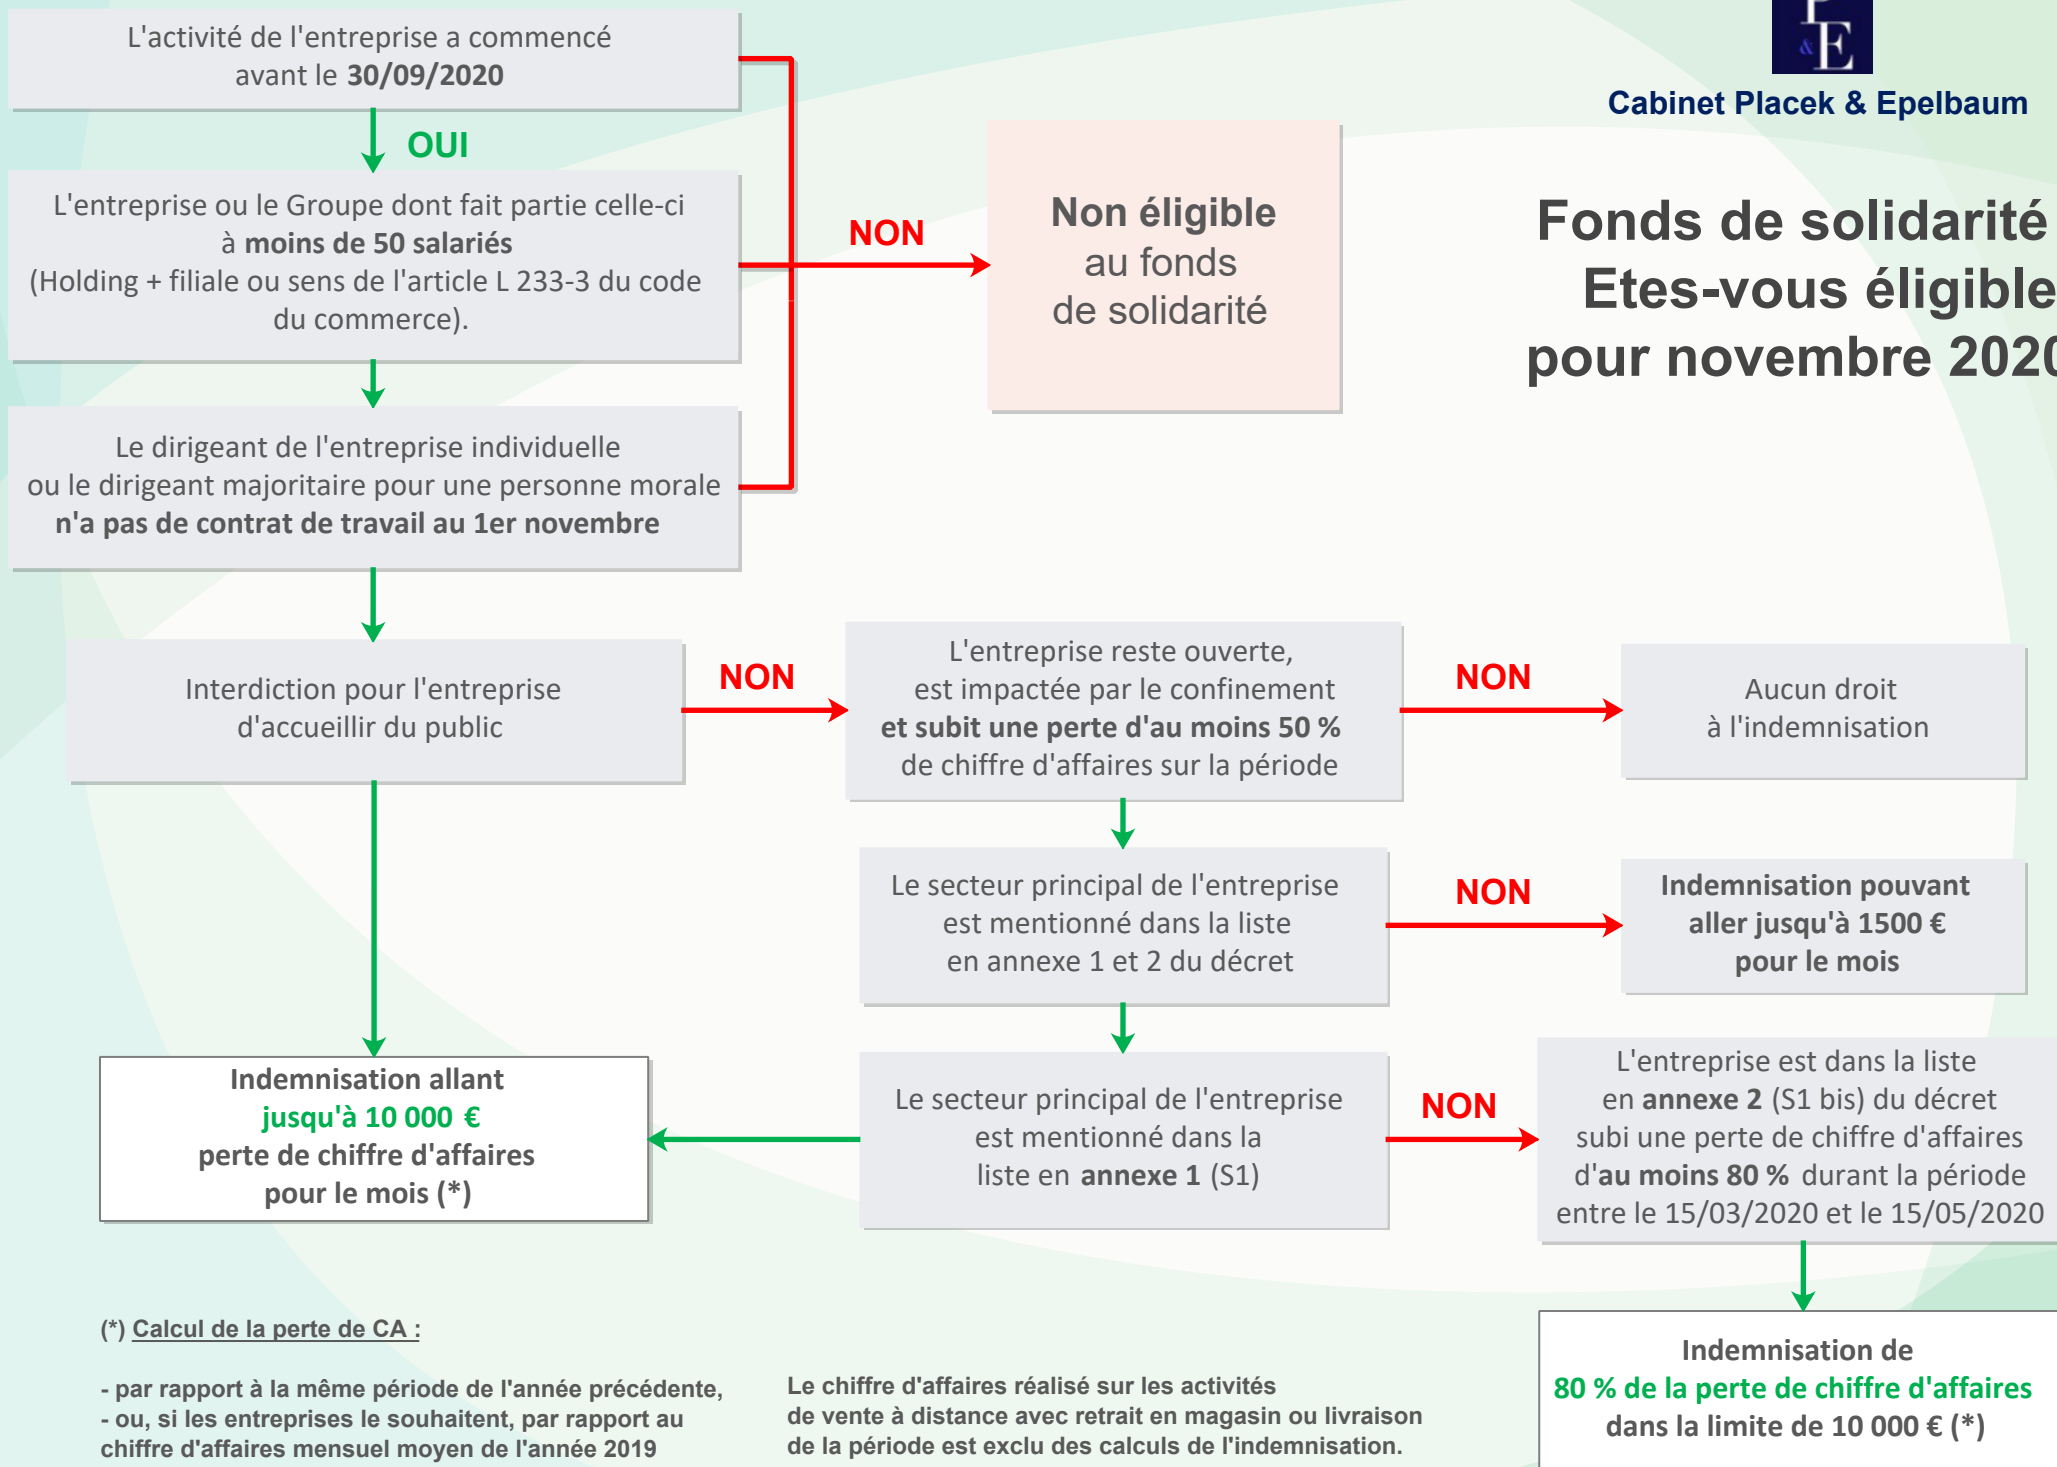 L'activité de l'entreprise a commencé
avant le 30/09/2020
OUI
L'entreprise ou le Groupe dont fait partie celle-ci
à moins de 50 salariés
(Holding + filiale ou sens de l'article L 233-3 du code
du commerce).
NON
Non éligible
au fonds
de solidarité
&E
Cabinet Placek & Epelbaum
Fonds de solidarité
Etes-vous éligible
pour novembre 2020
Le dirigeant de l'entreprise individuelle
ou le dirigeant majoritaire pour une personne morale
n'a pas de contrat de travail au 1er novembre
Interdiction pour l'entreprise
d'accueillir du public
NON
L'entreprise reste ouverte,
est impactée par le confinement
et subit une perte d'au moins 50 %
de chiffre d'affaires sur la période
NON
Aucun droit
à l'indemnisation
Le secteur principal de l'entreprise
est mentionné dans la liste
en annexe 1 et 2 du décret
NON
Indemnisation pouvant
aller jusqu'à 1500 €
pour le mois
Indemnisation allant
jusqu'à 10 000 €
perte de chiffre d'affaires
pour le mois (*)
Le secteur principal de l'entreprise
est mentionné dans la
liste en annexe 1 (S1)
NON
L'entreprise est dans la liste
en annexe 2 (S1 bis) du décret
subi une perte de chiffre d'affaires
d'au moins 80 % durant la période
entre le 15/03/2020 et le 15/05/2020
Indemnisation de
80 % de la perte de chiffre d'affaires
dans la limite de 10 000 € (*)
(*) Calcul de la perte de CA :
- par rapport à la même période de l'année précédente,
- ou, si les entreprises le souhaitent, par rapport au
chiffre d'affaires mensuel moyen de l'année 2019
Le chiffre d'affaires réalisé sur les activités
de vente à distance avec retrait en magasin ou livraison
de la période est exclu des calculs de l'indemnisation.